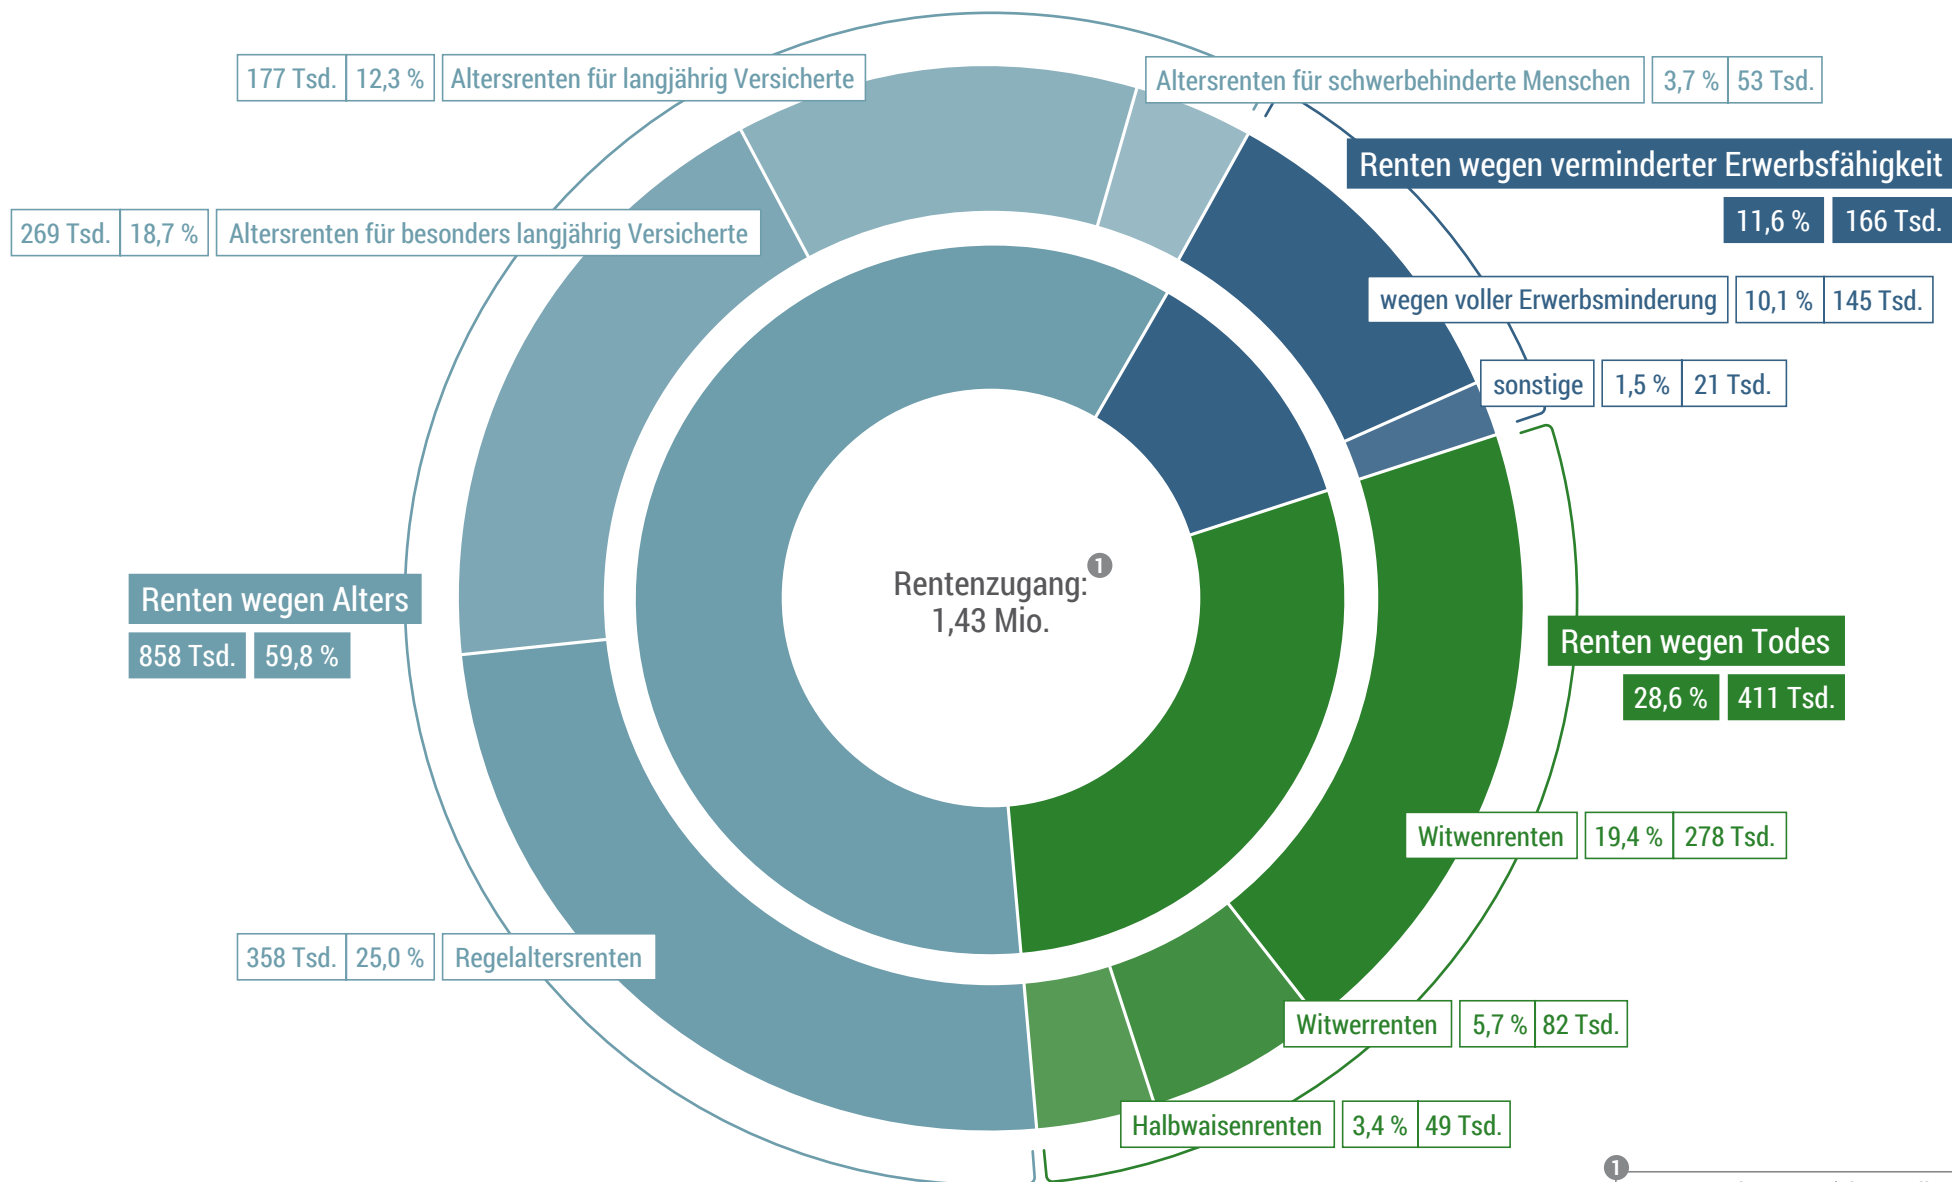 177 Tsd. 12,3 % Altersrenten für langjährig Versicherte
Altersrenten für schwerbehinderte Menschen 3,7 % 53 Tsd.
Renten wegen verminderter Erwerbsfähigkeit
11,6 % 166 Tsd.
269 Tsd. 18,7 % Altersrenten für besonders langjährig Versicherte
wegen voller Erwerbsminderung 10,1 % 145 Tsd.
sonstige 1,5 % 21 Tsd.
Rentenzugang: 1
1,43 Mio.
Renten wegen Alters
858 Tsd. 59,8 %
Renten wegen Todes
28,6 % 411 Tsd.
Witwenrenten 19,4 % 278 Tsd.
358 Tsd. 25,0 % Regelaltersrenten
Witwerrenten 5,7 % 82 Tsd.
Halbwaisenrenten 3,4 % 49 Tsd.
1